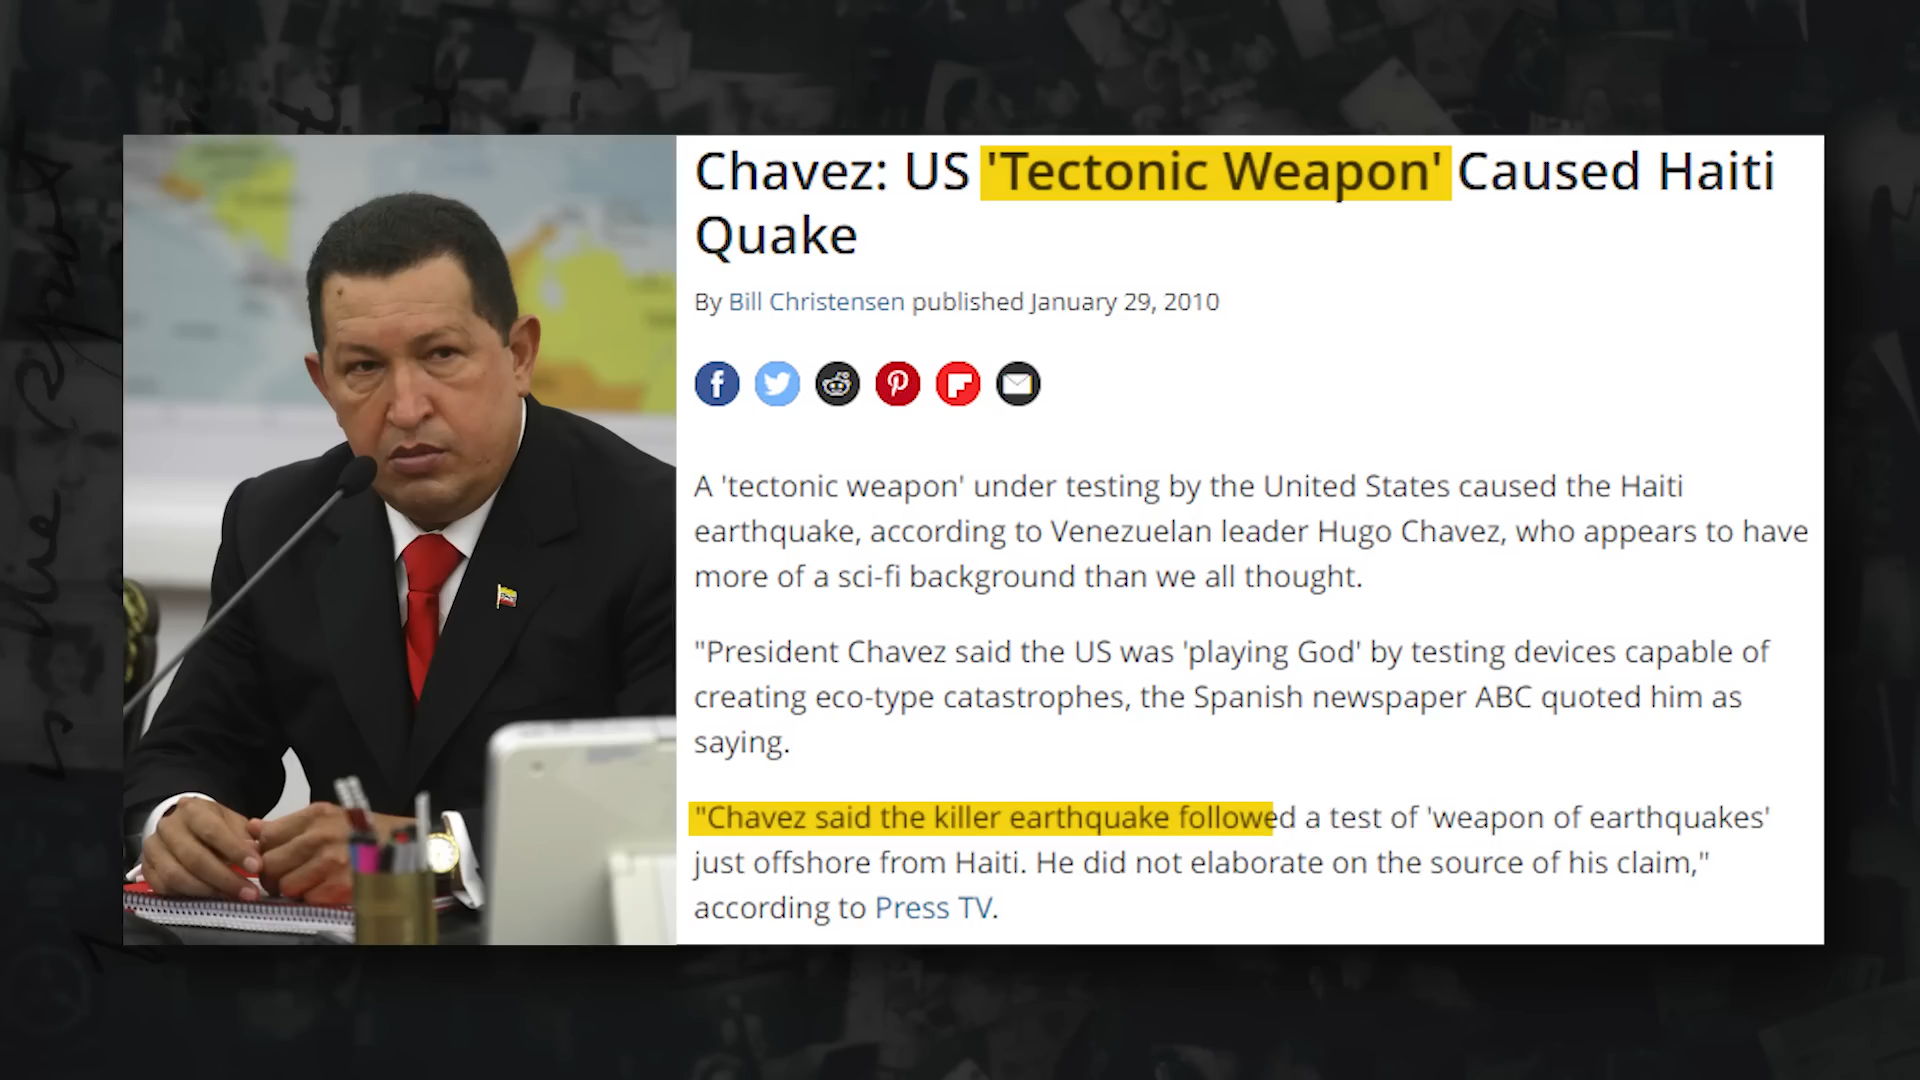 Chavez: US 'Tectonic Weapon' Caused Haiti
Quake
By Bill Christensen published January 29, 2010
A 'tectonic weapon' under testing by the United States caused the Haiti
earthquake, according to Venezuelan leader Hugo Chavez, who appears to have
more of a sci-fi background than we all thought.
"President Chavez said the US was 'playing God' by testing devices capable of
creating eco-type catastrophes, the Spanish newspaper ABC quoted him as
saying.
"Chavez said the killer earthquake followed a test of 'weapon of earthquakes'
just offshore from Haiti. He did not elaborate on the source of his claim,"
according to Press TV.